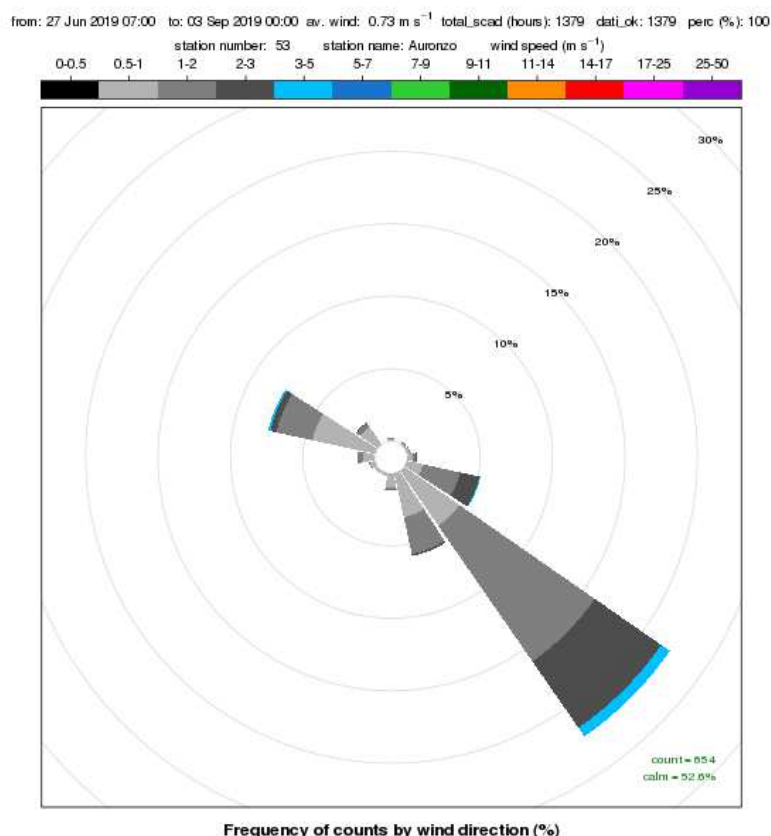 from: 27 Jun 2019 07:00 to: 03 Sep 2019 00:00 av. wind: 0.73 m s⁻¹ total_scad (hours): 1379 dati_ok: 1379 perc (%): 100
station number: 53 station name: Auronzo wind speed (m s⁻¹)
0-0.5 0.5-1 1-2 2-3 3-5 5-7 7-9 9-11 11-14 14-17 17-25 25-50
30%
25%
20%
15%
10%
5%
count = 654
calm = 52.6%
Frequency of counts by wind direction (%)